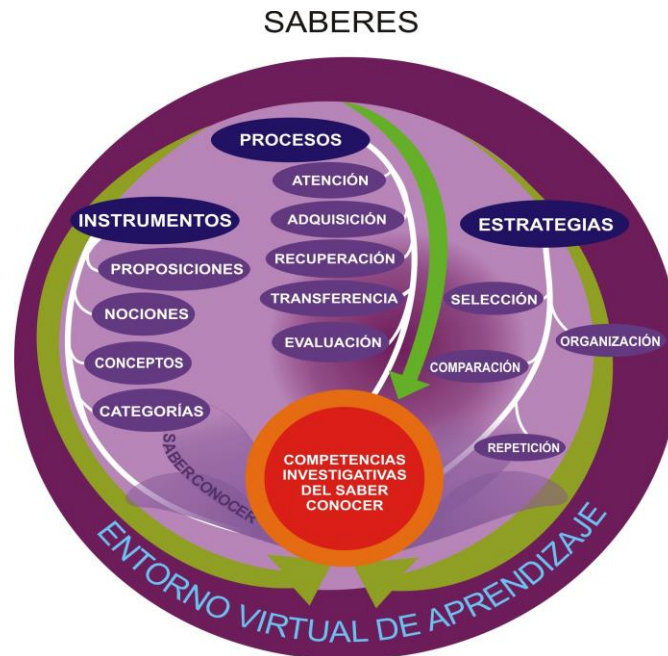 SABERES
PROCESOS
ATENCIÓN
ADQUISICIÓN
RECUPERACIÓN
TRANSFERENCIA
EVALUACIÓN
INSTRUMENTOS
PROPOSICIONES
NOCIONES
CONCEPTOS
CATEGORÍAS
ESTRATEGIAS
SELECCIÓN
ORGANIZACIÓN
COMPARACIÓN
REPETICIÓN
SABER CONOCER
COMPETENCIAS
INVESTIGATIVAS
DEL SABER
CONOCER
ENTORNO VIRTUAL DE APRENDIZAJE